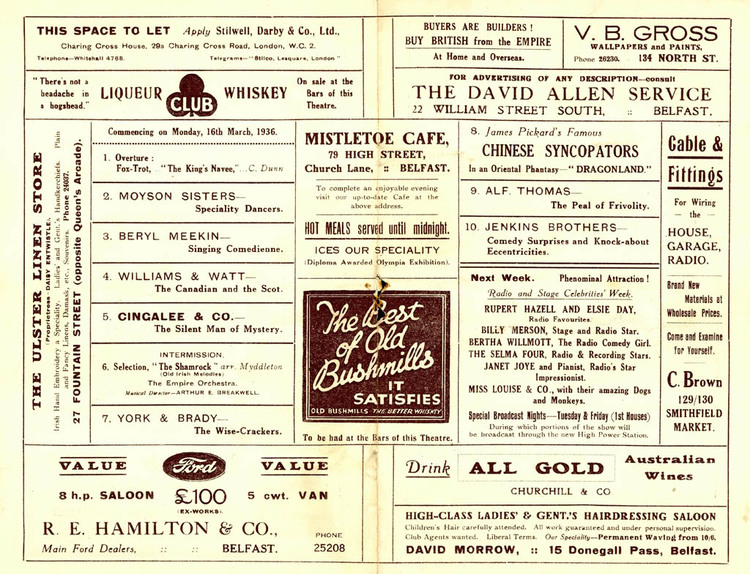 THIS SPACE TO LET Apply Stilwell, Darby & Co., Ltd.,
Charing Cross House, 29a Charing Cross Road, London, W.C. 2.
Telephone—Whitehall 4768. Telegrams—"Stilco, Lesquare, London"
"There's not a
headache in
a hogshead."
LIQUEUR CLUB WHISKEY
On sale at the
Bars of this
Theatre.
BUYERS ARE BUILDERS!
BUY BRITISH from the EMPIRE
At Home and Overseas.
V. B. GROSS
WALLPAPERS and PAINTS,
Phone 26230. 134 NORTH ST.
FOR ADVERTISING OF ANY DESCRIPTION—consult
THE DAVID ALLEN SERVICE
22 WILLIAM STREET SOUTH, :: BELFAST.
THE ULSTER LINEN STORE
(Proprietress—DAISY ENTWISTLE),
Irish Hand Embroidery a Speciality. Ladies' and Gent.'s Handkerchiefs. Plain
and Fancy Linens, Damask, etc., Souvenirs. Phone 24037.
27 FOUNTAIN STREET (opposite Queen's Arcade).
Commencing on Monday, 16th March, 1936.
1. Overture:
Fox-Trot, "The King's Navee," C. Dunn
2. MOYSON SISTERS—
Speciality Dancers.
3. BERYL MEEKIN—
Singing Comedienne.
4. WILLIAMS & WATT—
The Canadian and the Scot.
5. CINGALEE & CO.—
The Silent Man of Mystery.
INTERMISSION.
6. Selection, "The Shamrock" arr. Myddleton
(Old Irish Melodies)
The Empire Orchestra.
Musical Director—ARTHUR E. BREAKWELL.
7. YORK & BRADY—
The Wise-Crackers.
MISTLETOE CAFE,
79 HIGH STREET,
Church Lane, :: BELFAST.
To complete an enjoyable evening
visit our up-to-date Cafe at the
above address.
HOT MEALS served until midnight.
ICES OUR SPECIALITY
(Diploma Awarded Olympia Exhibition).
The Best
of Old
Bushmills
IT
SATISFIES
OLD BUSHMILLS THE BETTER WHISKY
To be had at the Bars of this Theatre.
8. James Pickard's Famous
CHINESE SYNCOPATORS
In an Oriental Phantasy—"DRAGONLAND."
9. ALF. THOMAS—
The Peal of Frivolity.
10. JENKINS BROTHERS—
Comedy Surprises and Knock-about
Eccentricities.
Next Week. Phenominal Attraction!
"Radio and Stage Celebrities' Week.
RUPERT HAZELL AND ELSIE DAY,
Radio Favourites.
BILLY MERSON, Stage and Radio Star.
BERTHA WILLMOTT, The Radio Comedy Girl.
THE SELMA FOUR, Radio & Recording Stars.
JANET JOYE and Pianist, Radio's Star
Impressionist.
MISS LOUISE & CO., with their amazing Dogs
and Monkeys.
Special Broadcast Nights—Tuesday & Friday (1st Houses)
During which portions of the show will
be broadcast through the new High Power Station.
Cable &
Fittings
For Wiring
— the —
HOUSE,
GARAGE,
RADIO.
Brand New
Materials at
Wholesale Prices.
Come and Examine
for Yourself.
C. Brown
129/130
SMITHFIELD
MARKET.
VALUE Ford VALUE
8 h.p. SALOON £100 5 cwt. VAN
(EX-WORKS).
R. E. HAMILTON & CO.,
Main Ford Dealers, :: :: BELFAST.
PHONE
25208
Drink ALL GOLD Australian
Wines
CHURCHILL & CO
HIGH-CLASS LADIES' & GENT.'S HAIRDRESSING SALOON
Children's Hair carefully attended. All work guaranteed and under personal supervision.
Club Agents wanted. Liberal Terms. Our Speciality—Permanent Waving from 10/6.
DAVID MORROW, :: 15 Donegall Pass, Belfast.